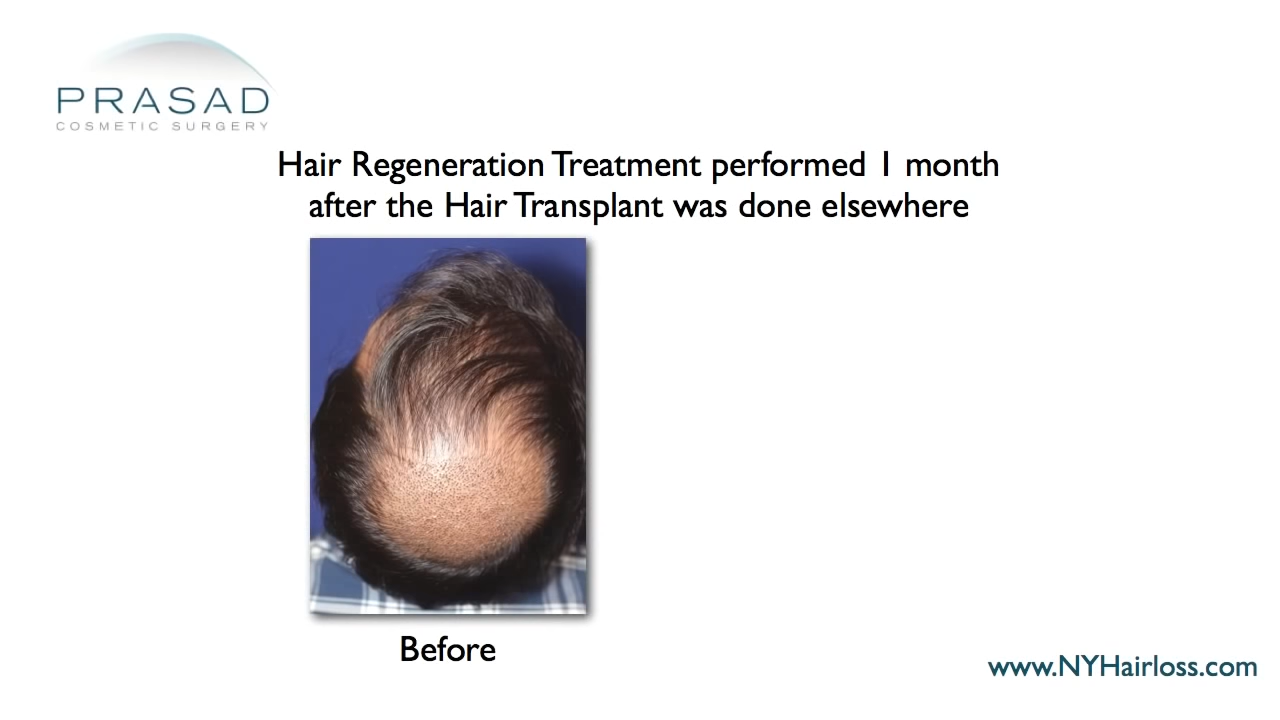 PRASAD
COSMETIC SURGERY
Hair Regeneration Treatment performed 1 month
after the Hair Transplant was done elsewhere
Before
www.NYHairloss.com